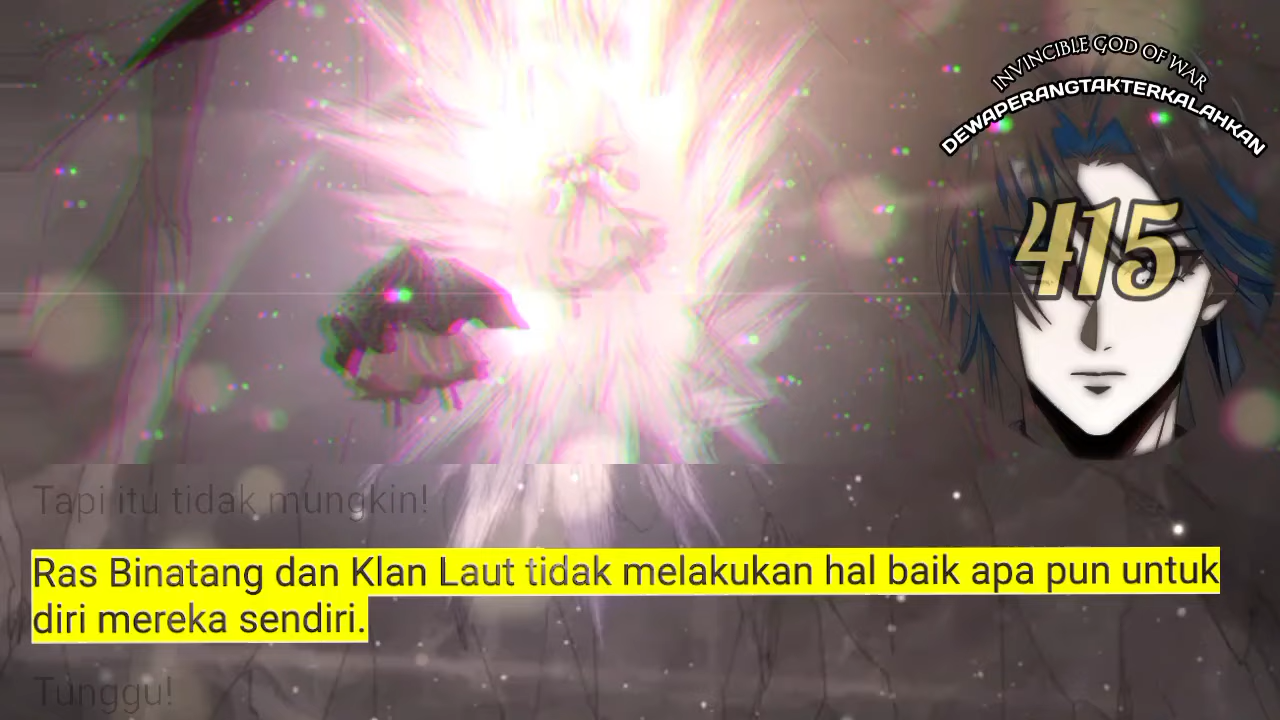 INVINCIBLE GOD OF WAR
DEWAPERANGTAKTERKALAHKAN
415
Tapi itu tidak mungkin!
Ras Binatang dan Klan Laut tidak melakukan hal baik apa pun untuk
diri mereka sendiri.
Tunggu!